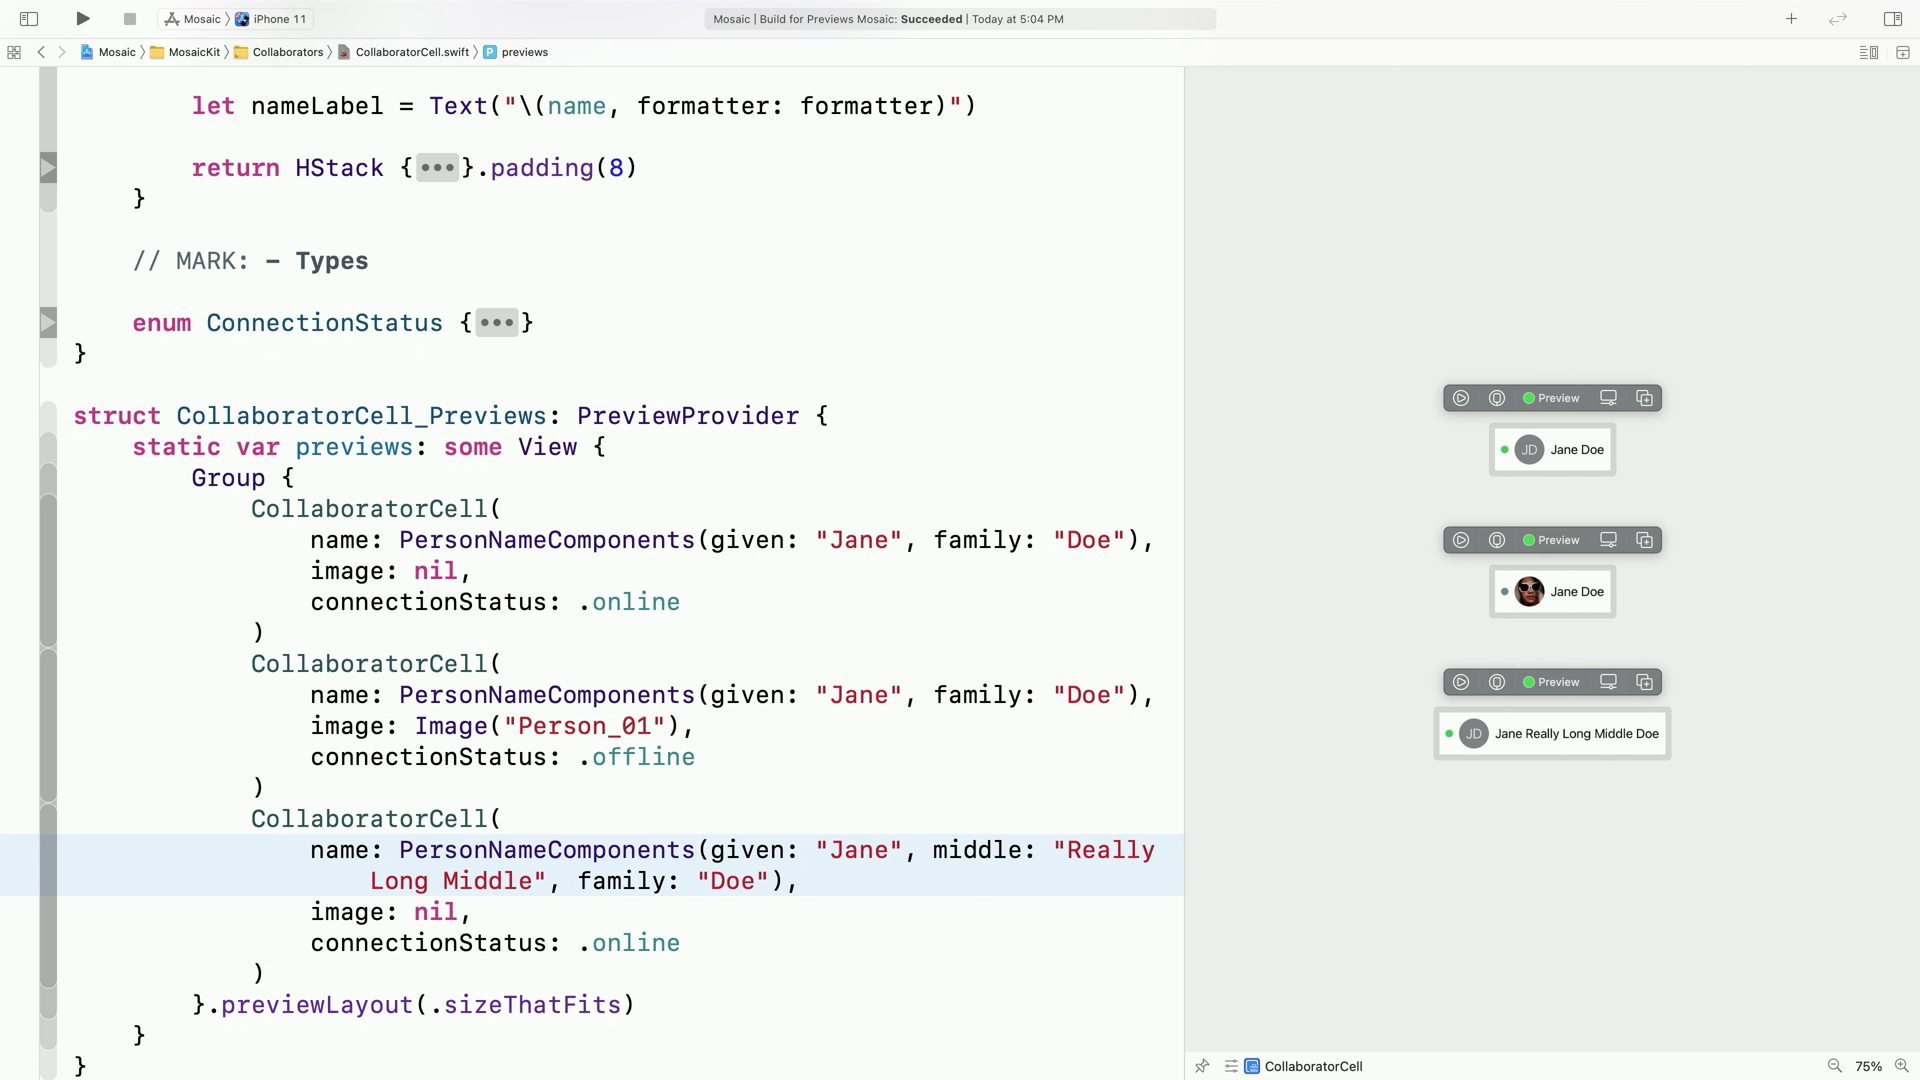 Mosaic
iPhone 11
Mosaic | Build for Previews Mosaic: Succeeded | Today at 5:04 PM
Mosaic
MosaicKit
Collaborators
CollaboratorCell.swift
P
previews
let nameLabel = Text("\(name, formatter: formatter)")
return HStack {•••}.padding(8)
}
// MARK: - Types
enum ConnectionStatus {•••}
}
struct CollaboratorCell_Previews: PreviewProvider {
static var previews: some View {
Group {
CollaboratorCell(
name: PersonNameComponents(given: "Jane", family: "Doe"),
image: nil,
connectionStatus: .online
)
CollaboratorCell(
name: PersonNameComponents(given: "Jane", family: "Doe"),
image: Image("Person_01"),
connectionStatus: .offline
)
CollaboratorCell(
name: PersonNameComponents(given: "Jane", middle: "Really
Long Middle", family: "Doe"),
image: nil,
connectionStatus: .online
)
}.previewLayout(.sizeThatFits)
}
}
Preview
JD
Jane Doe
Preview
Jane Doe
Preview
JD
Jane Really Long Middle Doe
CollaboratorCell
75%